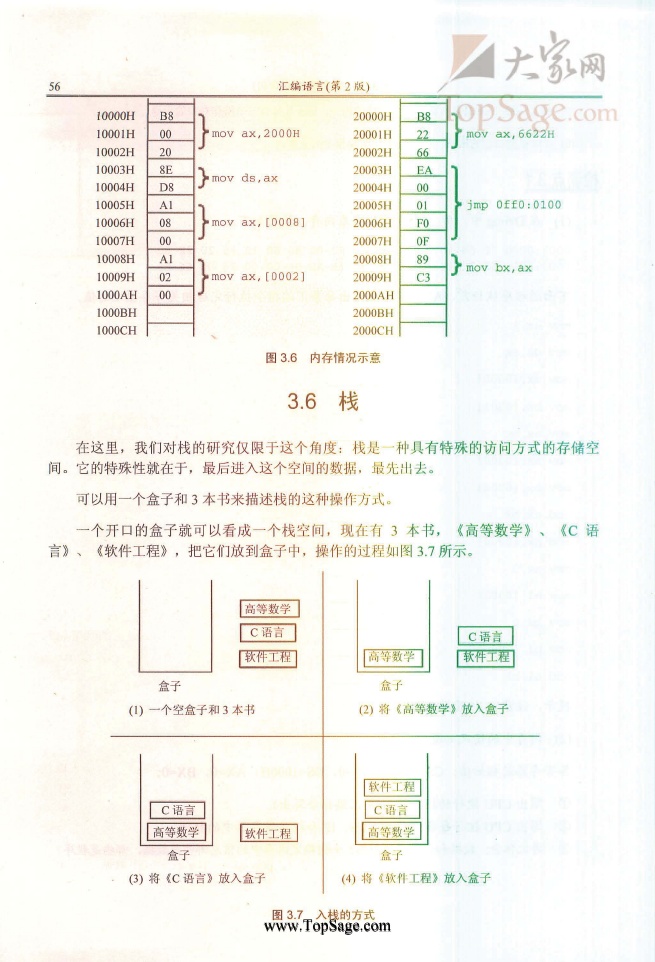 大家网
TopSage.com
56
汇编语言(第 2 版)
10000H B8
10001H 00 mov ax,2000H
10002H 20
10003H 8E
10004H D8 mov ds,ax
10005H A1
10006H 08 mov ax,[0008]
10007H 00
10008H A1
10009H 02 mov ax,[0002]
1000AH 00
1000BH
1000CH
20000H B8
20001H 22 mov ax,6622H
20002H 66
20003H EA
20004H 00
20005H 01 jmp 0ff0:0100
20006H F0
20007H 0F
20008H 89
mov bx,ax
20009H C3
2000AH
2000BH
2000CH
图 3.6 内存情况示意
3.6 栈
在这里，我们对栈的研究仅限于这个角度：栈是一种具有特殊的访问方式的存储空
间。它的特殊性就在于，最后进入这个空间的数据，最先出去。
可以用一个盒子和 3 本书来描述栈的这种操作方式。
一个开口的盒子就可以看成一个栈空间，现在有 3 本书，《高等数学》、《C 语
言》、《软件工程》，把它们放到盒子中，操作的过程如图 3.7 所示。
高等数学
C 语言
软件工程
盒子
(1) 一个空盒子和 3 本书
C 语言
高等数学
软件工程
盒子
(2) 将《高等数学》放入盒子
C 语言
高等数学
软件工程
盒子
(3) 将《C 语言》放入盒子
软件工程
C 语言
高等数学
盒子
(4) 将《软件工程》放入盒子
图 3.7 入栈的方式
www.TopSage.com